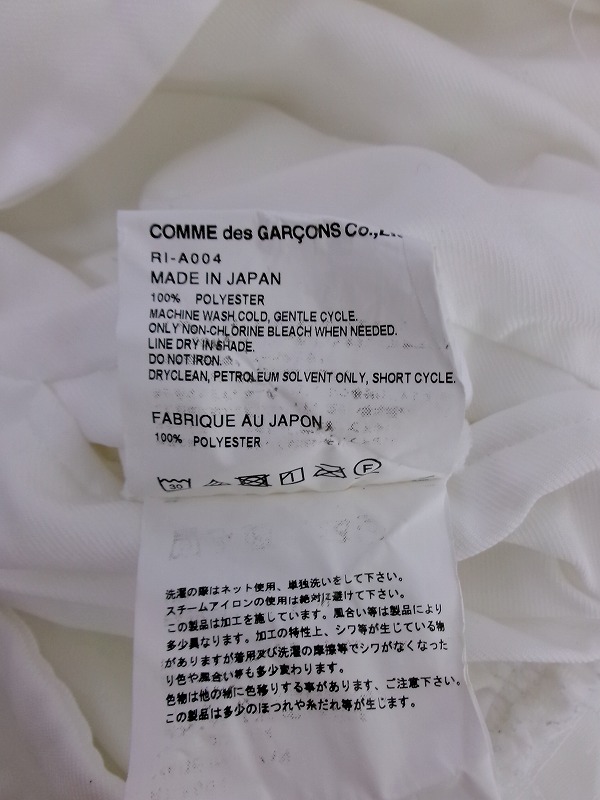 COMME des GARÇONS Co.,
RI-A004
MADE IN JAPAN
100% POLYESTER
MACHINE WASH COLD, GENTLE CYCLE.
ONLY NON-CHLORINE BLEACH WHEN NEEDED.
LINE DRY IN SHADE.
DO NOT IRON.
DRYCLEAN, PETROLEUM SOLVENT ONLY, SHORT CYCLE.
FABRIQUE AU JAPON
100% POLYESTER
30 F
洗濯の際はネット使用、単独洗いをして下さい。
スチームアイロンの使用は絶対に避けて下さい。
この製品は加工を施しています。風合い等は製品により
多少異なります。加工の特性上、シワ等が生じている物
がありますが着用及び洗濯の摩擦等でシワがなくなった
り色や風合い等も多少変わります。
色物は他の物に色移りする事があります、ご注意下さい。
この製品は多少のほつれや糸だれ等が生じます。